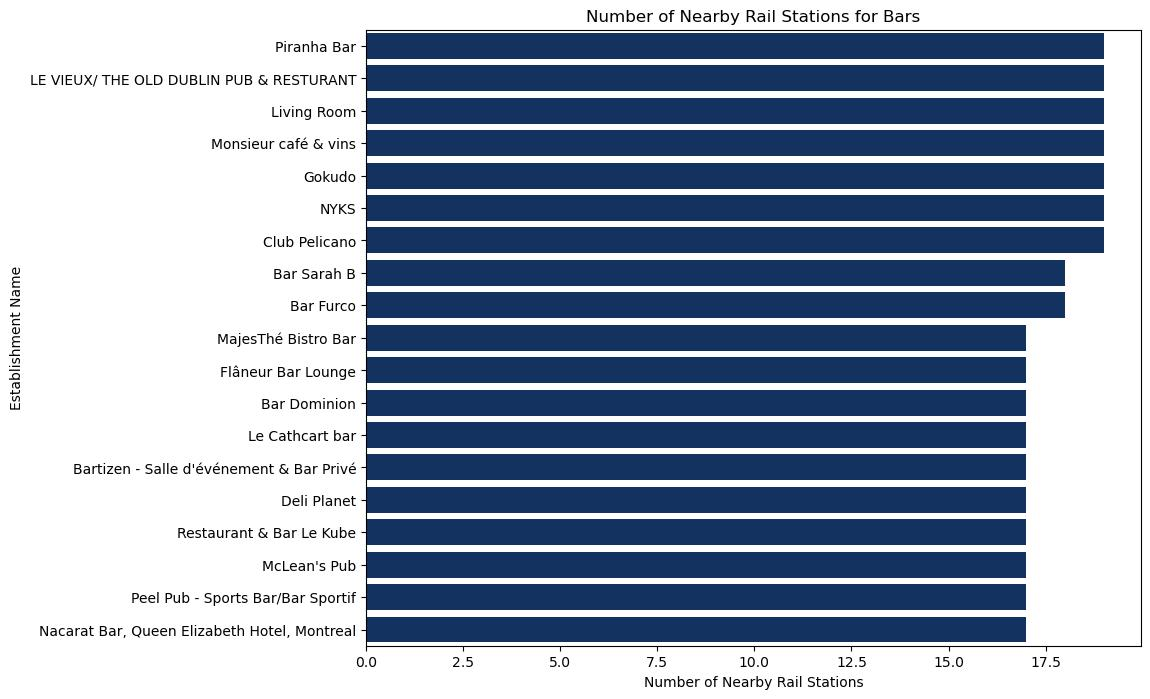 Number of Nearby Rail Stations for Bars
Piranha Bar
LE VIEUX/ THE OLD DUBLIN PUB & RESTURANT
Living Room
Monsieur café & vins
Gokudo
NYKS
Club Pelicano
Bar Sarah B
Bar Furco
MajesThé Bistro Bar
Flâneur Bar Lounge
Bar Dominion
Le Cathcart bar
Bartizen - Salle d'événement & Bar Privé
Deli Planet
Restaurant & Bar Le Kube
McLean's Pub
Peel Pub - Sports Bar/Bar Sportif
Nacarat Bar, Queen Elizabeth Hotel, Montreal
Establishment Name
0.0 2.5 5.0 7.5 10.0 12.5 15.0 17.5
Number of Nearby Rail Stations